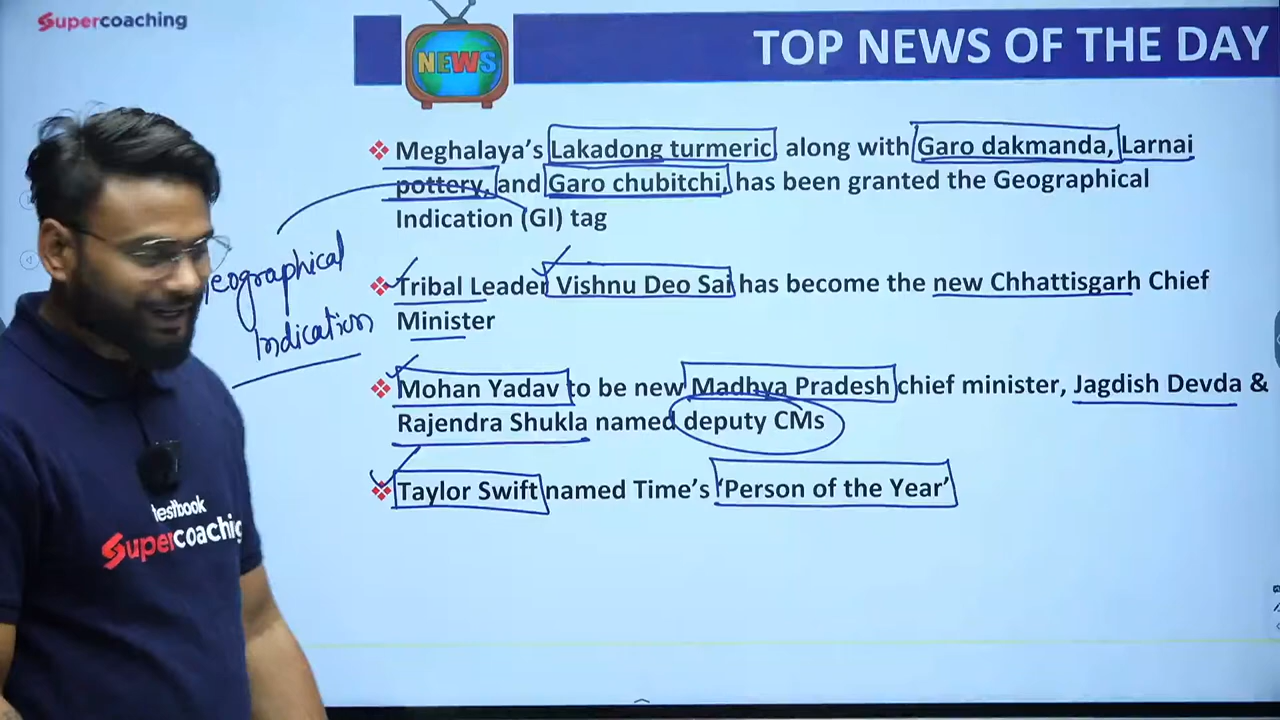 Supercoaching
NEWS
TOP NEWS OF THE DAY
Meghalaya's Lakadong turmeric along with Garo dakmanda, Larnai
pottery, and Garo chubitchi, has been granted the Geographical
Indication (GI) tag
eographical
Indication
Tribal Leader Vishnu Deo Sai has become the new Chhattisgarh Chief
Minister
Mohan Yadav to be new Madhya Pradesh chief minister, Jagdish Devda &
Rajendra Shukla named deputy CMs
Taylor Swift named Time's 'Person of the Year'
testbook
Supercoaching